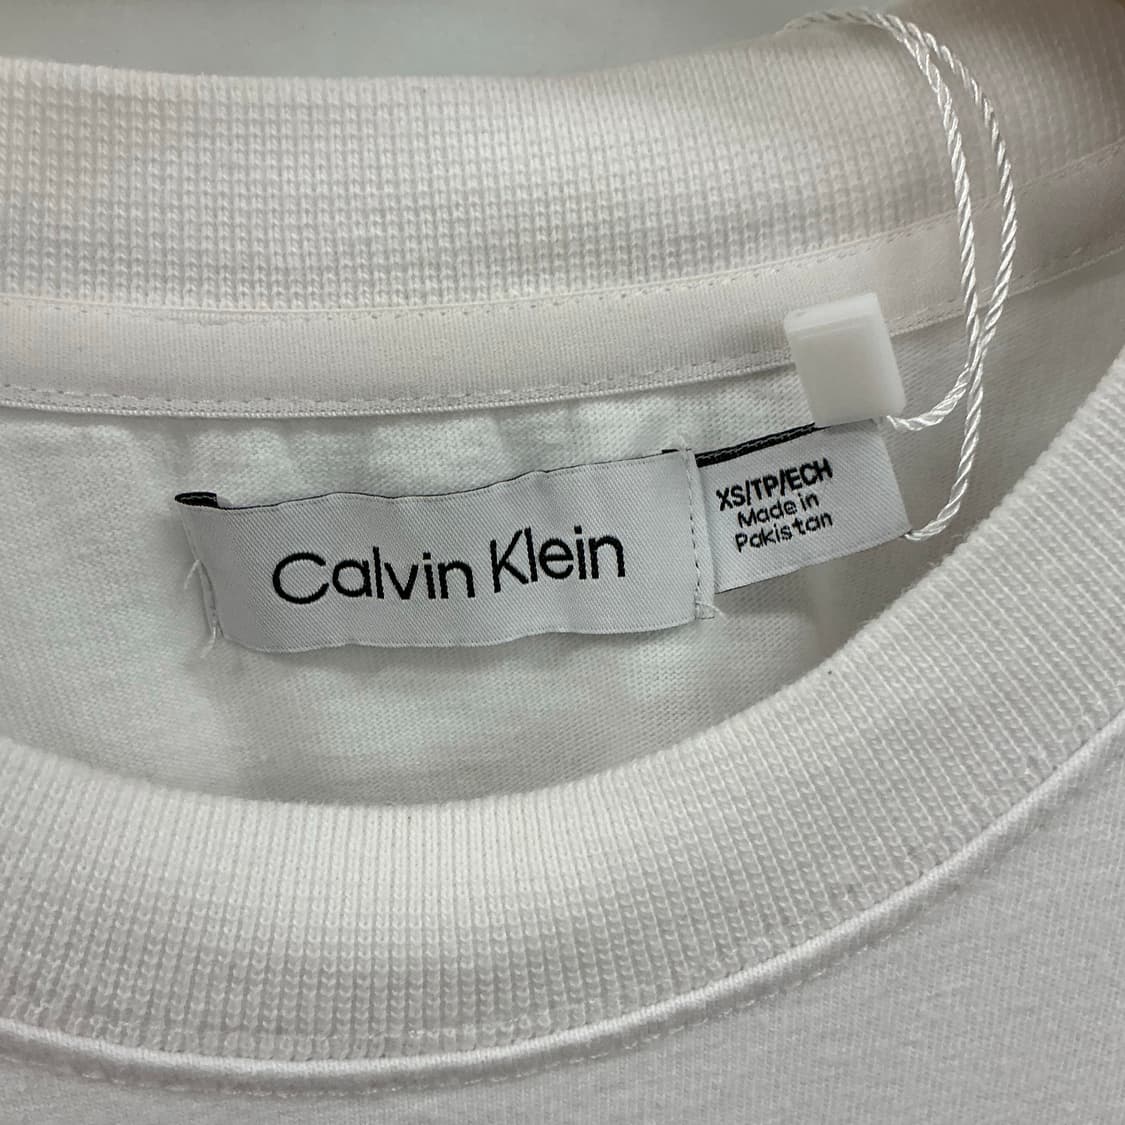 Calvin Klein
XS/TP/ECH
Made in
Pakistan